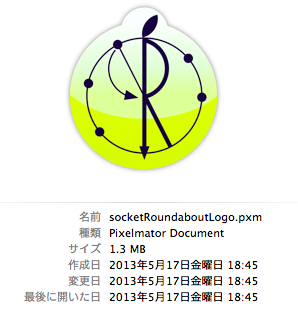 R
名前 socketRoundaboutLogo.pxm
種類 Pixelmator Document
サイズ 1.3 MB
作成日 2013年5月17日金曜日 18:45
変更日 2013年5月17日金曜日 18:45
最後に開いた日 2013年5月17日金曜日 18:45